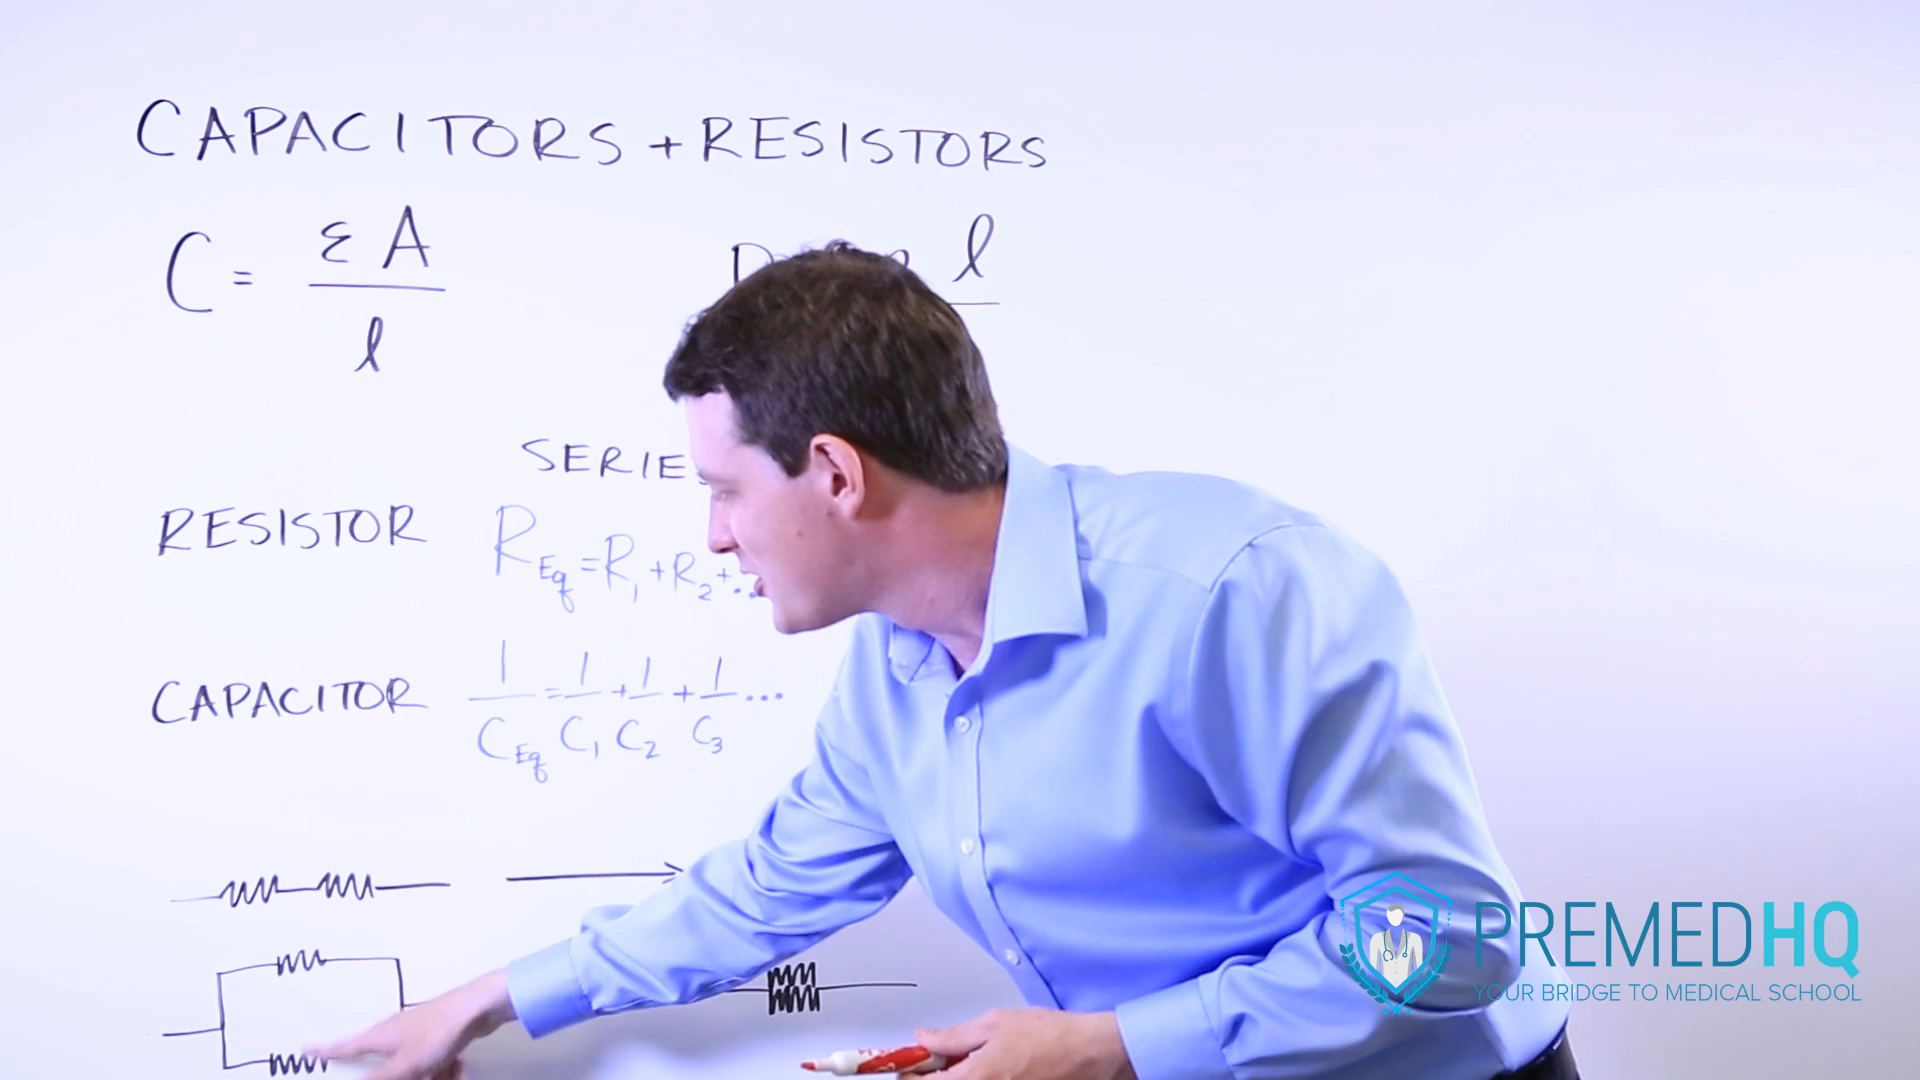 CAPACITORS + RESISTORS
C = εA / l
l
SERIE
RESISTOR R_Eq = R_1 + R_2 + ...
CAPACITOR 1/C_Eq = 1/C_1 + 1/C_2 + 1/C_3 ...
PREMEDHQ
YOUR BRIDGE TO MEDICAL SCHOOL